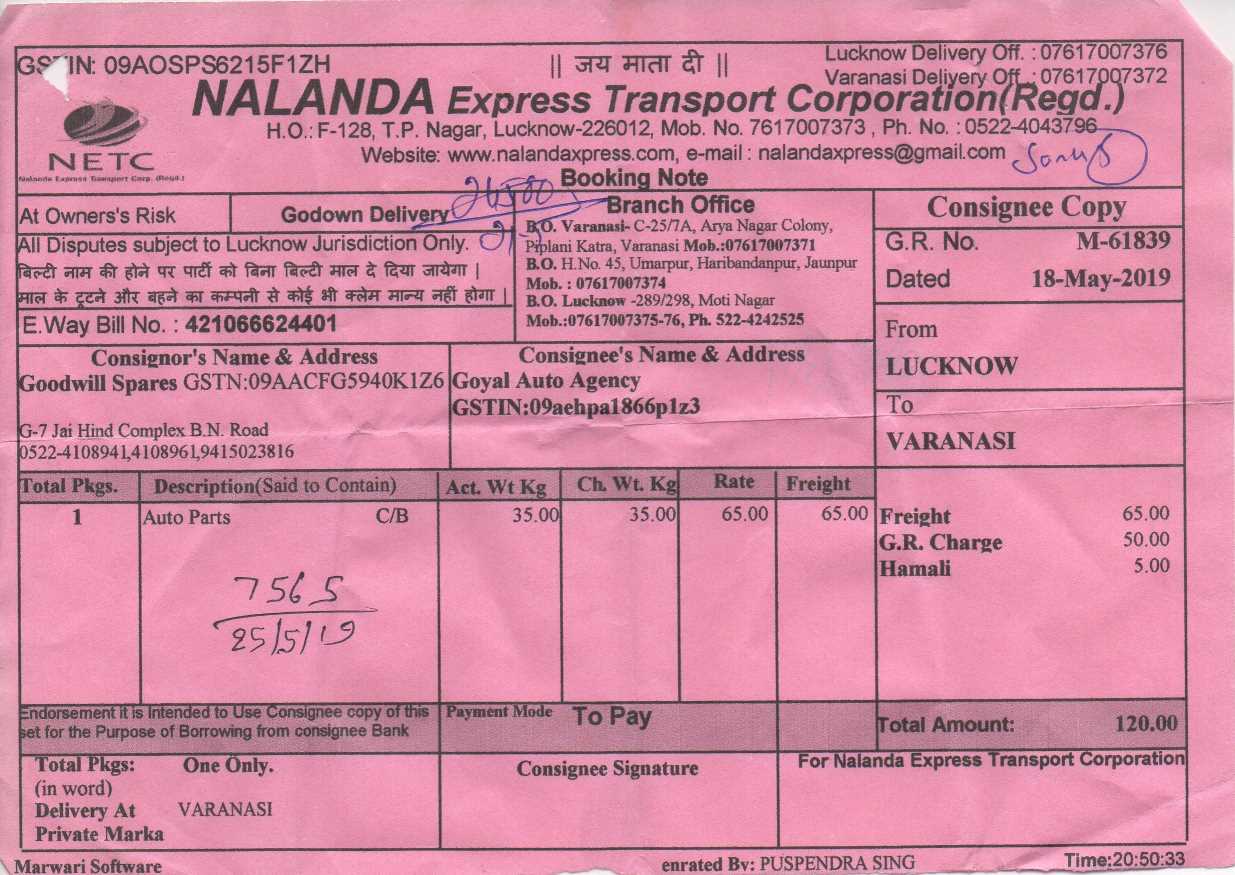 GSTIN: 09AOSPS6215F1ZH
|| जय माता दी ||
Lucknow Delivery Off. : 07617007376
Varanasi Delivery Off. : 07617007372
NALANDA Express Transport Corporation(Regd.)
H.O.: F-128, T.P. Nagar, Lucknow-226012, Mob. No. 7617007373 , Ph. No. : 0522-4043796
Website: www.nalandaxpress.com, e-mail : nalandaxpress@gmail.com
NETC
Nalanda Express Transport Corp. (Regd.)
Booking Note
At Owners's Risk
Godown Delivery
All Disputes subject to Lucknow Jurisdiction Only.
बिल्टी नाम की होने पर पार्टी को बिना बिल्टी माल दे दिया जायेगा |
माल के टूटने और बहने का कम्पनी से कोई भी क्लेम मान्य नहीं होगा |
E.Way Bill No. : 421066624401
Branch Office
B.O. Varanasi- C-25/7A, Arya Nagar Colony,
Piplani Katra, Varanasi Mob.:07617007371
B.O. H.No. 45, Umarpur, Haribandanpur, Jaunpur
Mob. : 07617007374
B.O. Lucknow -289/298, Moti Nagar
Mob.:07617007375-76, Ph. 522-4242525
Consignee Copy
G.R. No. M-61839
Dated 18-May-2019
From
LUCKNOW
To
VARANASI
Consignor's Name & Address
Goodwill Spares GSTN:09AACFG5940K1Z6
G-7 Jai Hind Complex B.N. Road
0522-4108941,4108961,9415023816
Consignee's Name & Address
Goyal Auto Agency
GSTIN:09aehpa1866p1z3
Total Pkgs. Description(Said to Contain) Act. Wt Kg Ch. Wt. Kg Rate Freight
1 Auto Parts C/B 35.00 35.00 65.00 65.00
7565
25/5/19
Freight 65.00
G.R. Charge 50.00
Hamali 5.00
Endorsement it is Intended to Use Consignee copy of this
set for the Purpose of Borrowing from consignee Bank
Payment Mode To Pay
Total Amount: 120.00
Total Pkgs: One Only.
(in word)
Delivery At VARANASI
Private Marka
Consignee Signature
For Nalanda Express Transport Corporation
Marwari Software
enrated By: PUSPENDRA SING
Time:20:50:33